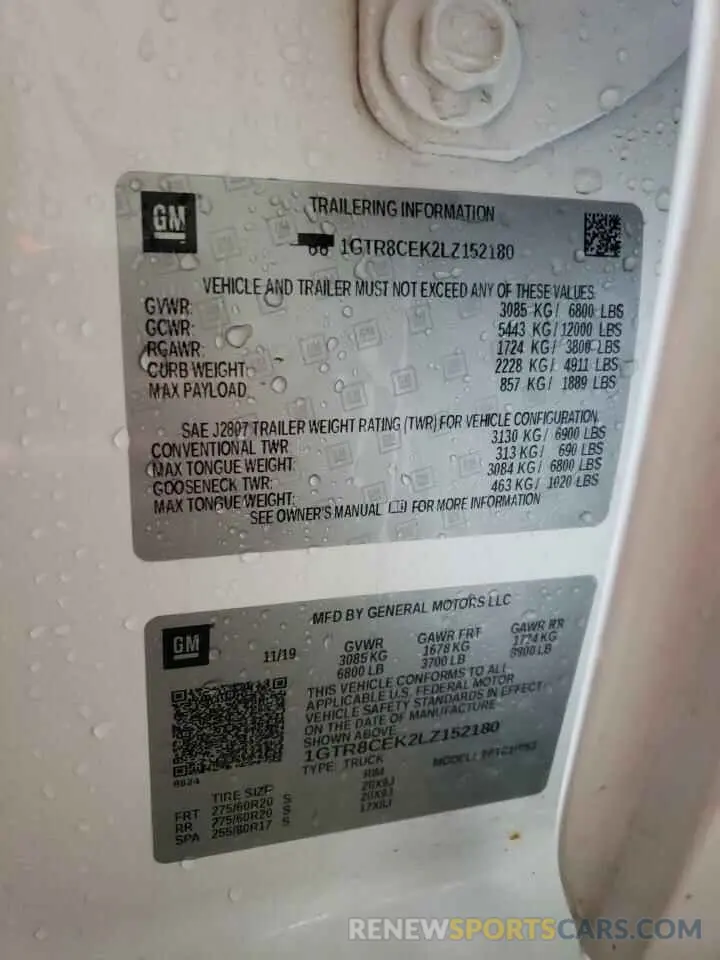 GM
TRAILERING INFORMATION
1GTR8CEK2LZ152180
VEHICLE AND TRAILER MUST NOT EXCEED ANY OF THESE VALUES
GVWR: 3085 KG/ 6800 LBS
GCWR: 5443 KG/ 12000 LBS
RGAWR: 1724 KG/ 3800 LBS
CURB WEIGHT: 2228 KG/ 4911 LBS
MAX PAYLOAD 857 KG/ 1889 LBS
SAE J2807 TRAILER WEIGHT RATING (TWR) FOR VEHICLE CONFIGURATION
CONVENTIONAL TWR 3130 KG/ 6900 LBS
MAX TONGUE WEIGHT: 313 KG/ 690 LBS
GOOSENECK TWR: 3084 KG/ 6800 LBS
MAX TONGUE WEIGHT: 463 KG/ 1020 LBS
SEE OWNER'S MANUAL FOR MORE INFORMATION
MFD BY GENERAL MOTORS LLC
GM
11/19 GVWR GAWR FRT GAWR RR
3085 KG 1678 KG 1724 KG
6800 LB 3700 LB 3800 LB
THIS VEHICLE CONFORMS TO ALL
APPLICABLE U.S. FEDERAL MOTOR
VEHICLE SAFETY STANDARDS IN EFFECT
ON THE DATE OF MANUFACTURE
SHOWN ABOVE.
1GTR8CEK2LZ152180
TYPE: TRUCK MODEL:
TIRE SIZE RIM
FRT 275/60R20 S 20X9J
RR 275/60R20 S 20X9J
SPA 255/80R17 S 17X8J
RENEWSPORTSCARS.COM